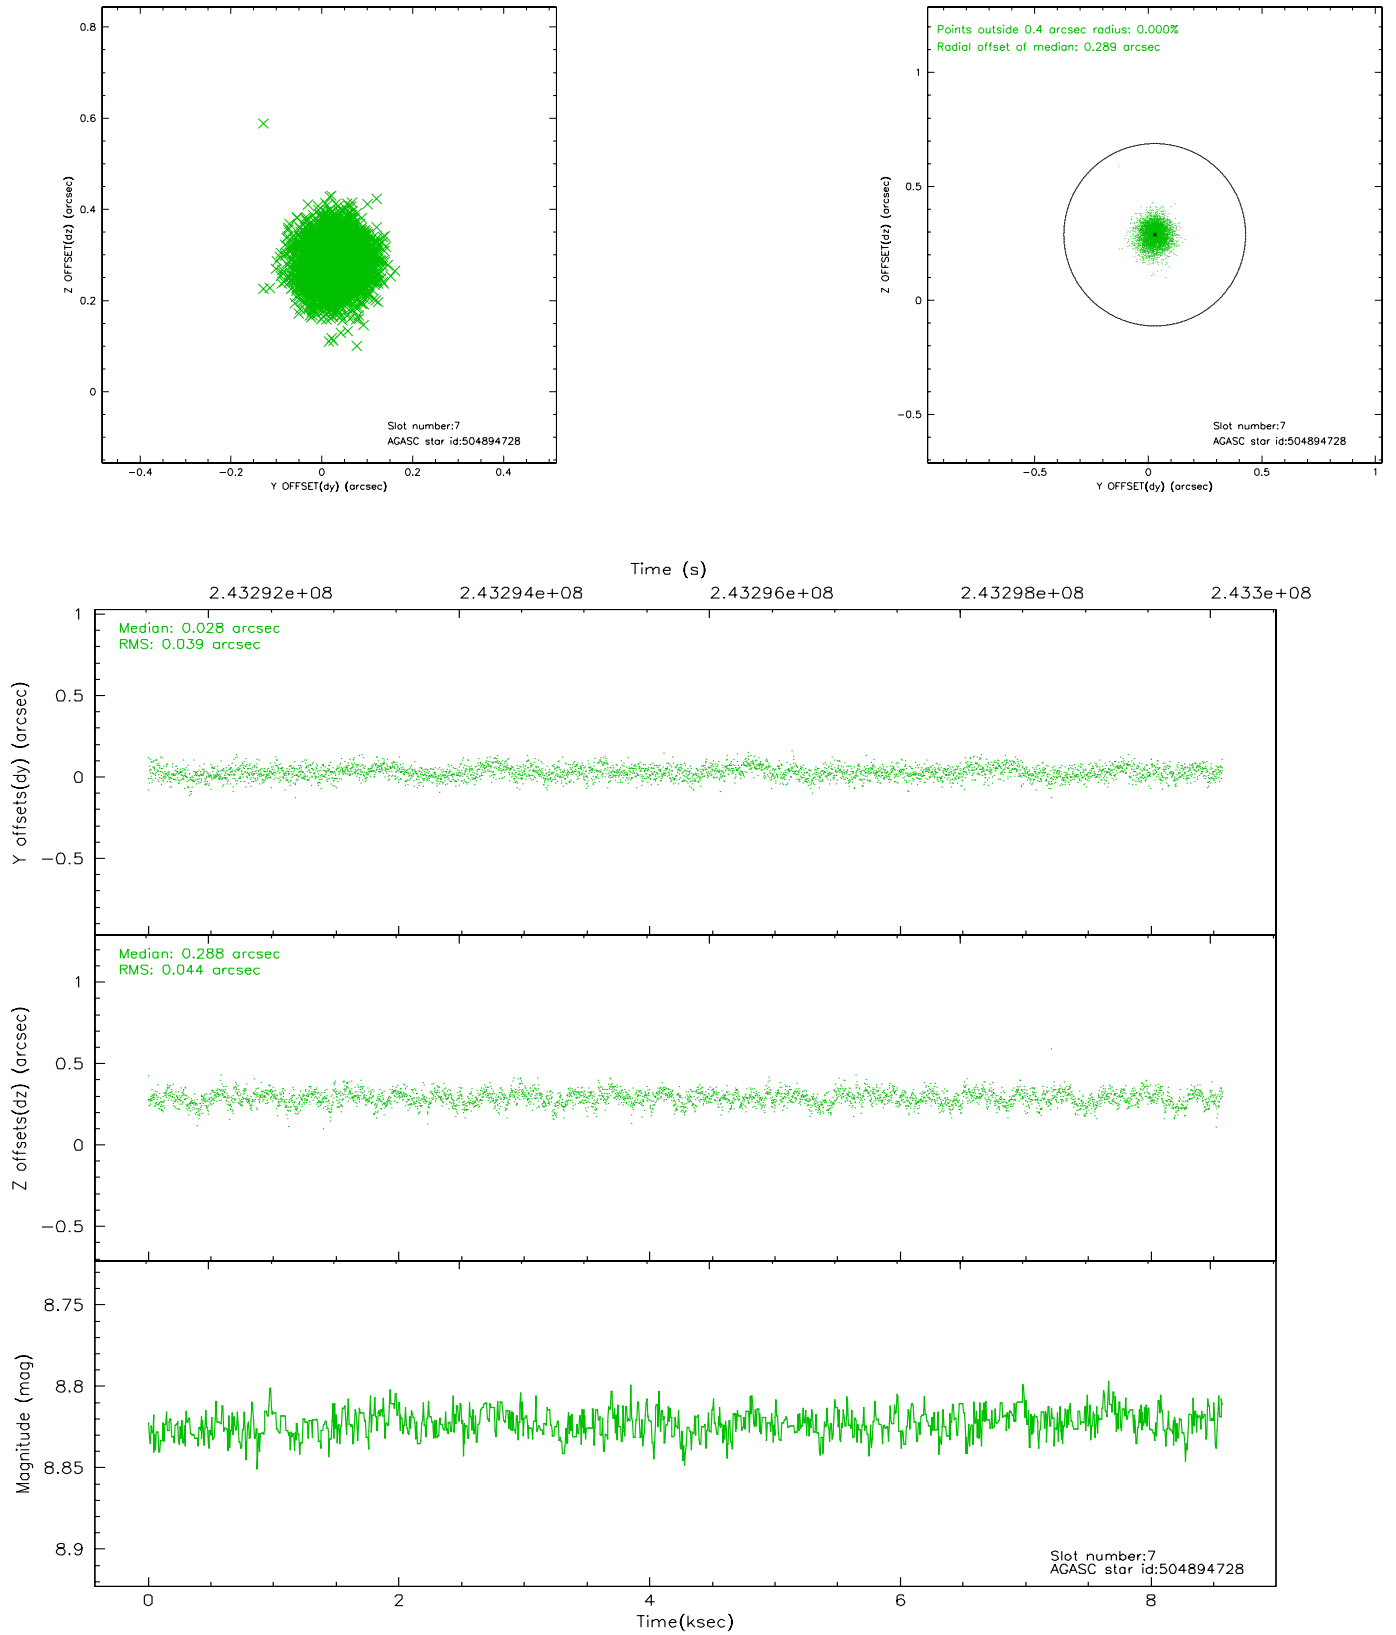 0.8
0.6
0.4
0.2
0
Z OFFSET(dz) (arcsec)
Slot number:7
AGASC star id:504894728
−0.4 −0.2 0 0.2 0.4
Y OFFSET(dy) (arcsec)
Points outside 0.4 arcsec radius: 0.000%
Radial offset of median: 0.289 arcsec
1
0.5
0
−0.5
Z OFFSET(dz) (arcsec)
Slot number:7
AGASC star id:504894728
−0.5 0 0.5 1
Y OFFSET(dy) (arcsec)
Time (s)
2.43292e+08 2.43294e+08 2.43296e+08 2.43298e+08 2.433e+08
Median: 0.028 arcsec
RMS: 0.039 arcsec
1
0.5
0
−0.5
Y offsets(dy) (arcsec)
Median: 0.288 arcsec
RMS: 0.044 arcsec
1
0.5
0
−0.5
Z offsets(dz) (arcsec)
8.75
8.8
8.85
8.9
Magnitude (mag)
Slot number:7
AGASC star id:504894728
0 2 4 6 8
Time(ksec)